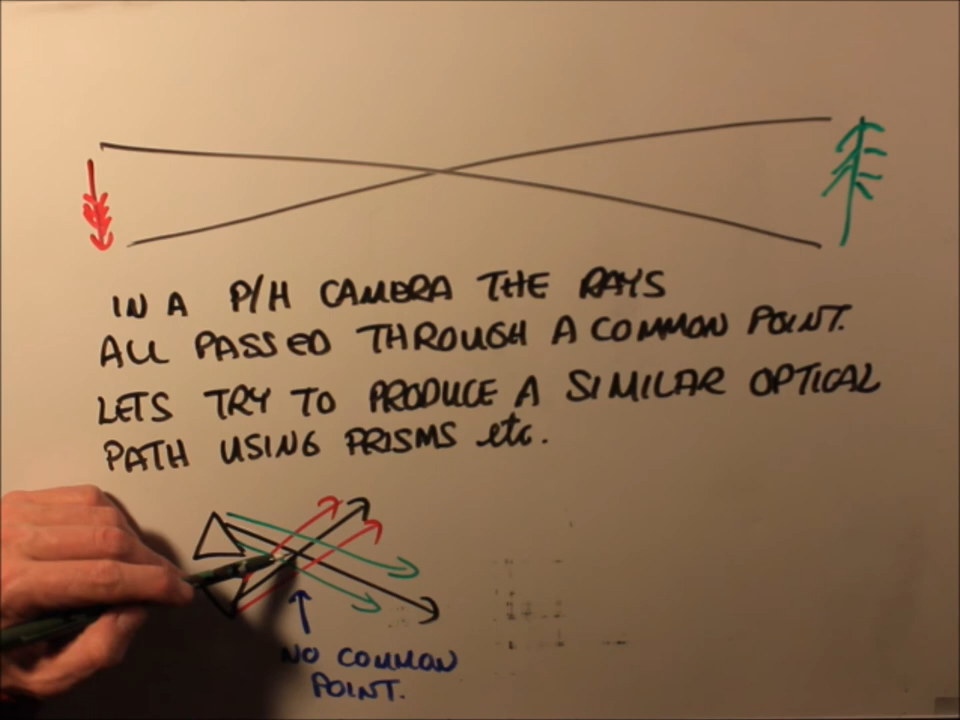 IN A P/H CAMERA THE RAYS
ALL PASSED THROUGH A COMMON POINT.
LETS TRY TO PRODUCE A SIMILAR OPTICAL
PATH USING PRISMS etc.
NO COMMON
POINT.